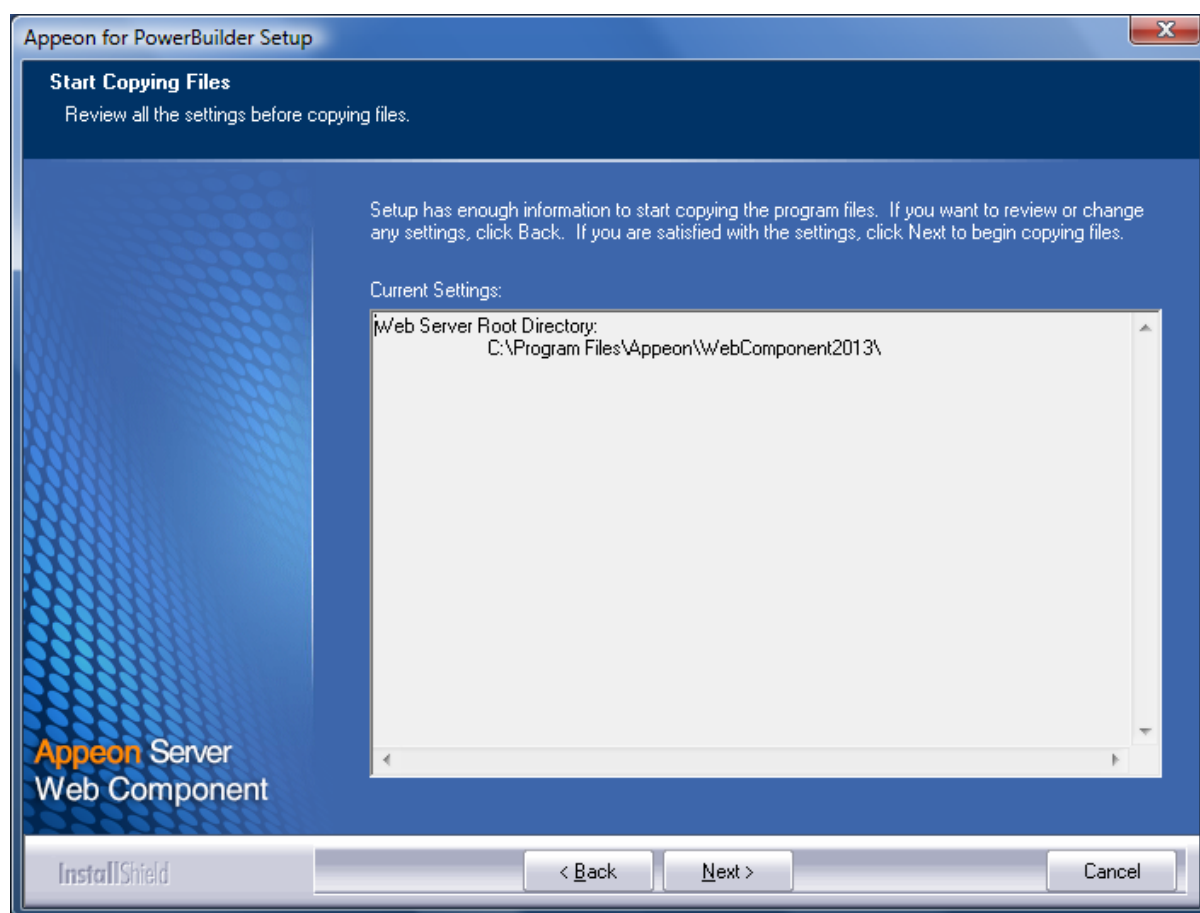 Appeon for PowerBuilder Setup
Start Copying Files
Review all the settings before copying files.
Setup has enough information to start copying the program files. If you want to review or change
any settings, click Back. If you are satisfied with the settings, click Next to begin copying files.
Current Settings:
Web Server Root Directory:
C:\Program Files\Appeon\WebComponent2013\
Appeon Server
Web Component
InstallShield
< Back
Next >
Cancel